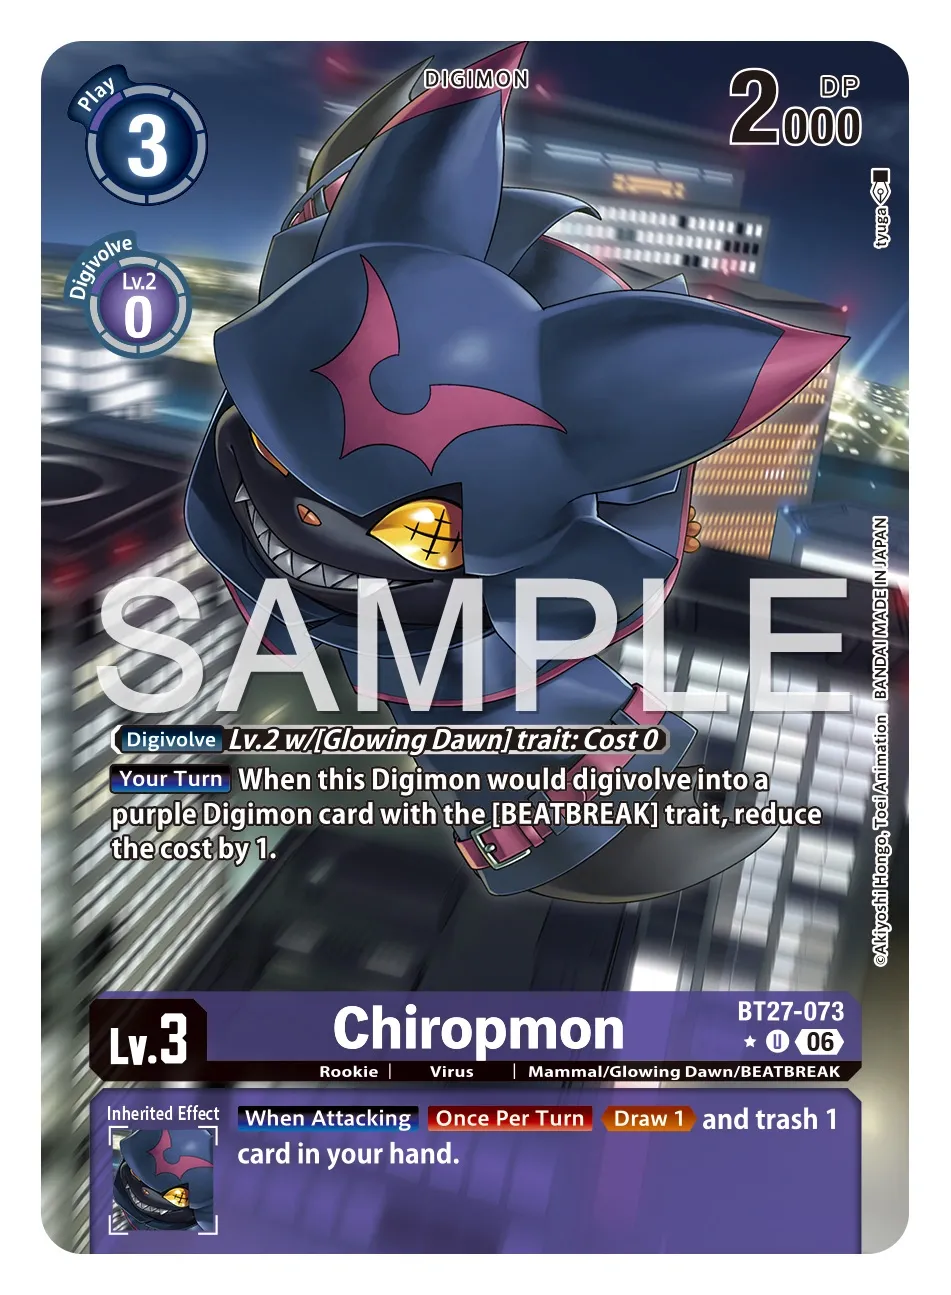 DIGIMON
Play
3
2000
DP
Digivolve
Lv.2
0
tyuga
SAMPLE
©Akiyoshi Hongo, Toei Animation BANDAI MADE IN JAPAN
Digivolve Lv.2 w/[Glowing Dawn] trait: Cost 0
Your Turn When this Digimon would digivolve into a
purple Digimon card with the [BEATBREAK] trait, reduce
the cost by 1.
Lv.3
Chiropmon
BT27-073
U 06
Rookie | Virus | Mammal/Glowing Dawn/BEATBREAK
Inherited Effect
When Attacking Once Per Turn Draw 1 and trash 1
card in your hand.